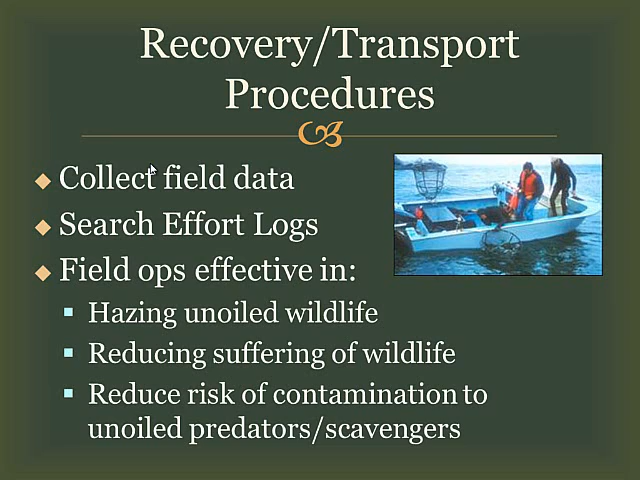 Recovery/Transport
Procedures
Collect field data
Search Effort Logs
Field ops effective in:
Hazing unoiled wildlife
Reducing suffering of wildlife
Reduce risk of contamination to
unoiled predators/scavengers